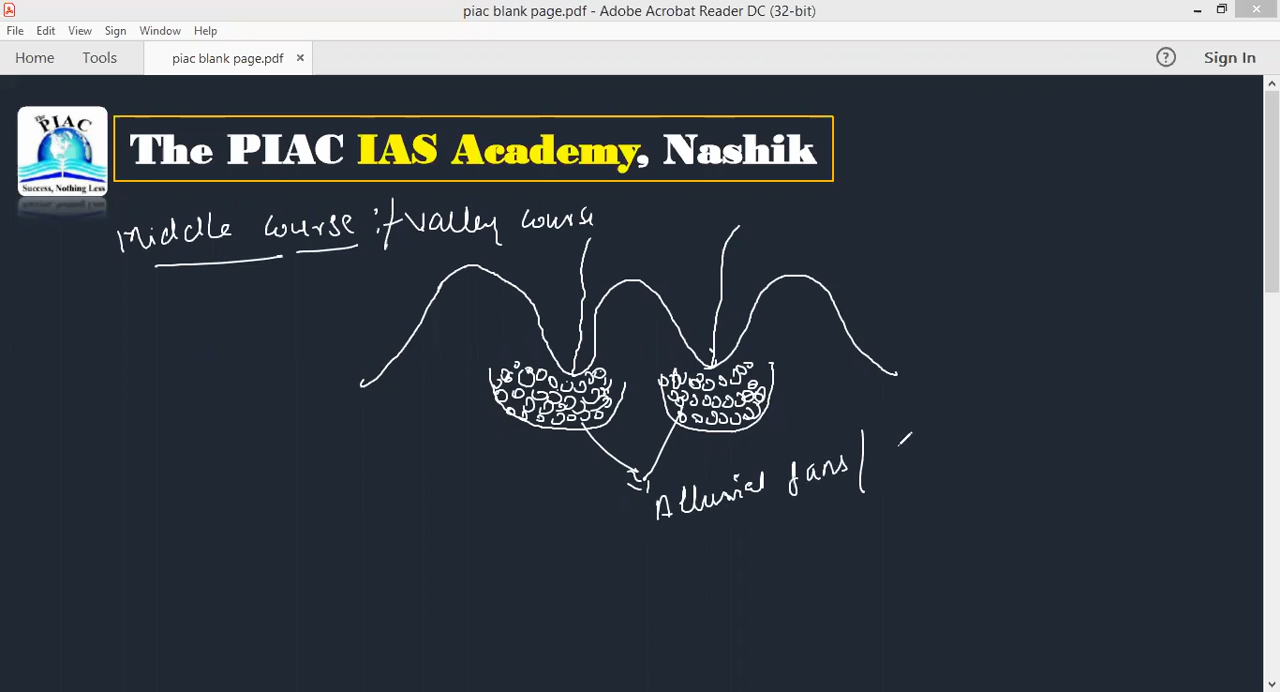 piac blank page.pdf - Adobe Acrobat Reader DC (32-bit)
File Edit View Sign Window Help
Home Tools piac blank page.pdf × ? Sign In
The PIAC
Success, Nothing Less
The PIAC IAS Academy, Nashik
Middle course :/ valley course
Alluvial fans/